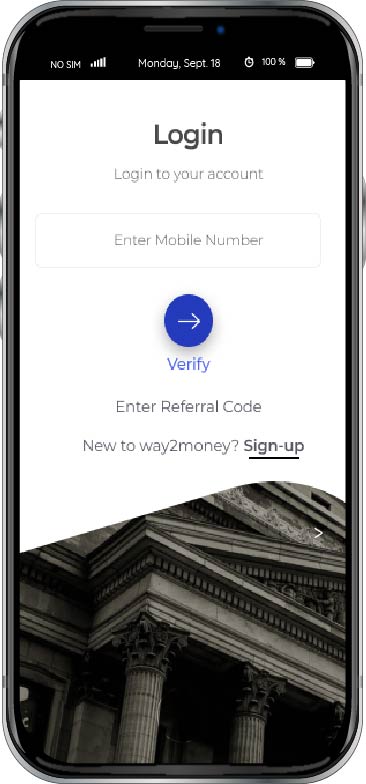 NO SIM Monday, Sept. 18 100 %
Login
Login to your account
Enter Mobile Number
Verify
Enter Referral Code
New to way2money? Sign-up